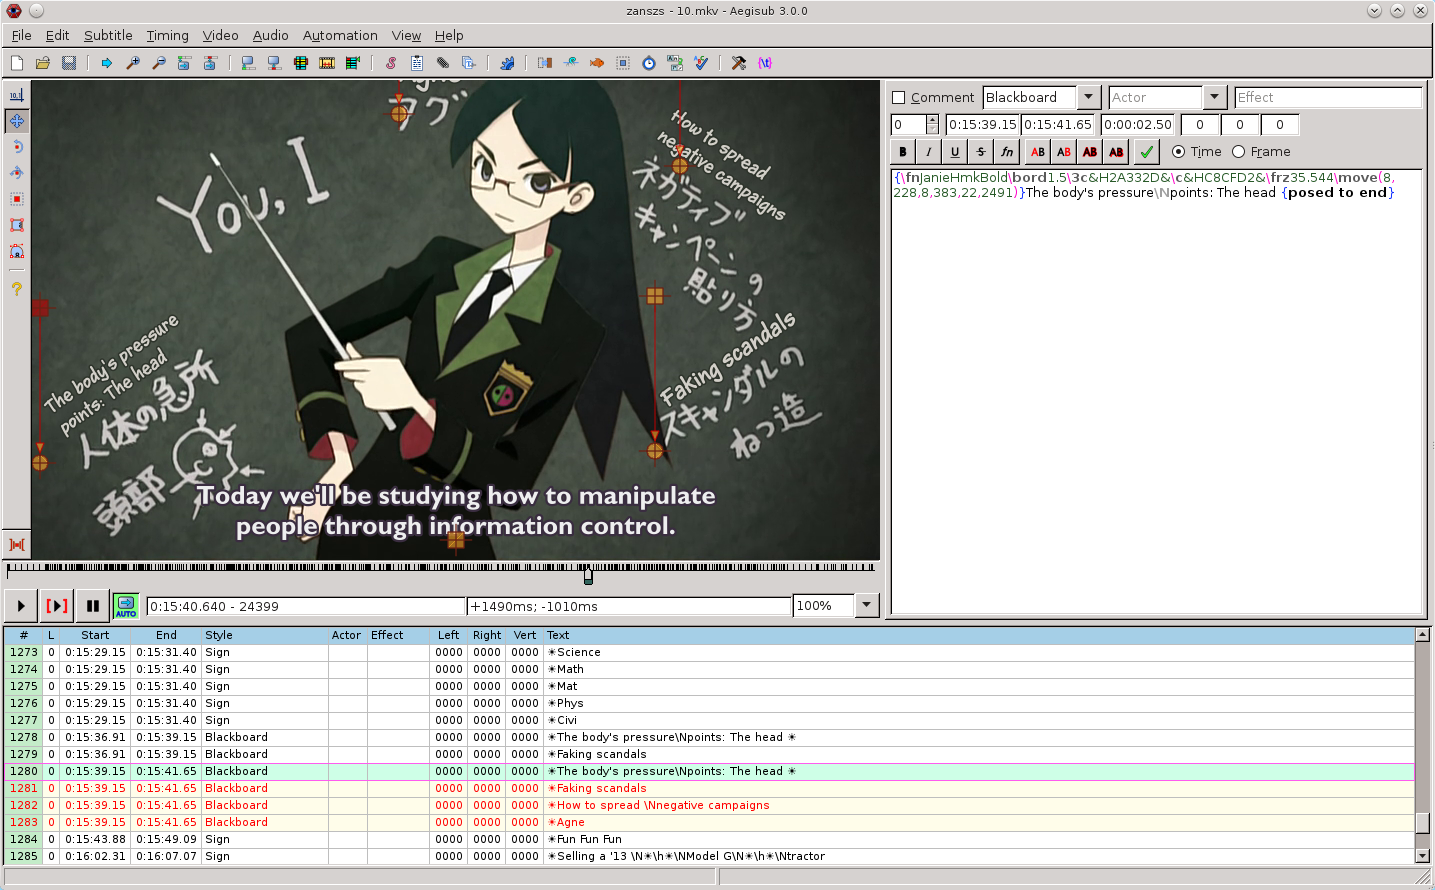 zanszs - 10.mkv - Aegisub 3.0.0
File Edit Subtitle Timing Video Audio Automation View Help
Comment Blackboard Actor Effect
0 0:15:39.15 0:15:41.65 0:00:02.50 0 0 0
B I U S fn AB AB AB AB Time Frame
{\fnJanieHmkBold\bord1.5\3c&H2A332D&\c&HC8CFD2&\frz35.544\move(8,
228,8,383,22,2491)}The body's pressure\Npoints: The head {posed to end}
アグ
You, I
How to spread
negative campaigns
ネガティブ
キャンペーンの
貼り方
The body's pressure
points: The head
人体の急所
頭部
Faking scandals
スキャンダルの
ねつ造
Today we'll be studying how to manipulate
people through information control.
AUTO 0:15:40.640 - 24399 +1490ms; -1010ms 100%
# L Start End Style Actor Effect Left Right Vert Text
1273 0 0:15:29.15 0:15:31.40 Sign 0000 0000 0000 ☀Science
1274 0 0:15:29.15 0:15:31.40 Sign 0000 0000 0000 ☀Math
1275 0 0:15:29.15 0:15:31.40 Sign 0000 0000 0000 ☀Mat
1276 0 0:15:29.15 0:15:31.40 Sign 0000 0000 0000 ☀Phys
1277 0 0:15:29.15 0:15:31.40 Sign 0000 0000 0000 ☀Civi
1278 0 0:15:36.91 0:15:39.15 Blackboard 0000 0000 0000 ☀The body's pressure\Npoints: The head ☀
1279 0 0:15:36.91 0:15:39.15 Blackboard 0000 0000 0000 ☀Faking scandals
1280 0 0:15:39.15 0:15:41.65 Blackboard 0000 0000 0000 ☀The body's pressure\Npoints: The head ☀
1281 0 0:15:39.15 0:15:41.65 Blackboard 0000 0000 0000 ☀Faking scandals
1282 0 0:15:39.15 0:15:41.65 Blackboard 0000 0000 0000 ☀How to spread \Nnegative campaigns
1283 0 0:15:39.15 0:15:41.65 Blackboard 0000 0000 0000 ☀Agne
1284 0 0:15:43.88 0:15:49.09 Sign 0000 0000 0000 ☀Fun Fun Fun
1285 0 0:16:02.31 0:16:07.07 Sign 0000 0000 0000 ☀Selling a '13 \N☀\h☀\NModel G\N☀\h☀\Ntractor